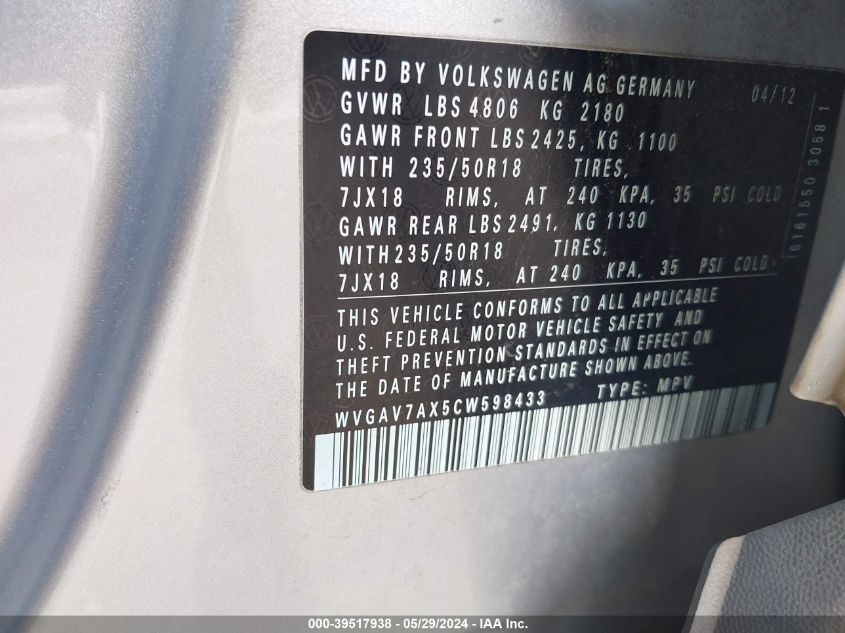 MFD BY VOLKSWAGEN AG GERMANY 04/12
GVWR LBS 4806 KG 2180
GAWR FRONT LBS 2425, KG 1100
WITH 235/50R18 TIRES,
7JX18 RIMS, AT 240 KPA, 35 PSI COLD
GAWR REAR LBS 2491, KG 1130
WITH 235/50R18 TIRES,
7JX18 RIMS, AT 240 KPA, 35 PSI COLD
THIS VEHICLE CONFORMS TO ALL APPLICABLE
U.S. FEDERAL MOTOR VEHICLE SAFETY AND
THEFT PREVENTION STANDARDS IN EFFECT ON
THE DATE OF MANUFACTURE SHOWN ABOVE.
WVGAV7AX5CW598433 TYPE: MPV
000-39517938 - 05/29/2024 - IAA Inc.